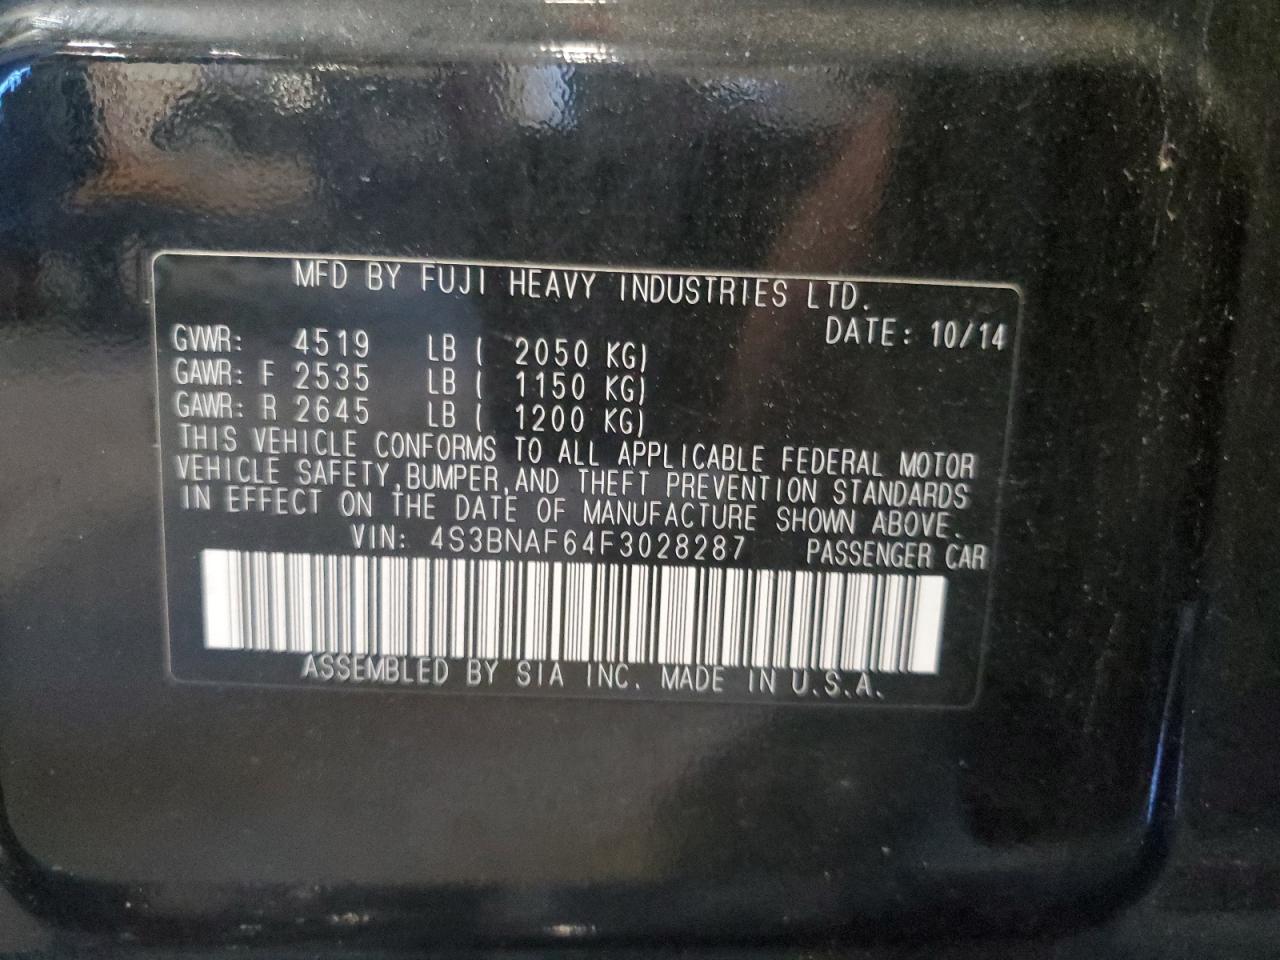 MFD BY FUJI HEAVY INDUSTRIES LTD.
DATE: 10/14
GVWR: 4519 LB ( 2050 KG)
GAWR: F 2535 LB ( 1150 KG)
GAWR: R 2645 LB ( 1200 KG)
THIS VEHICLE CONFORMS TO ALL APPLICABLE FEDERAL MOTOR
VEHICLE SAFETY,BUMPER,AND THEFT PREVENTION STANDARDS
IN EFFECT ON THE DATE OF MANUFACTURE SHOWN ABOVE.
VIN: 4S3BNAF64F3028287 PASSENGER CAR
ASSEMBLED BY SIA INC. MADE IN U.S.A.